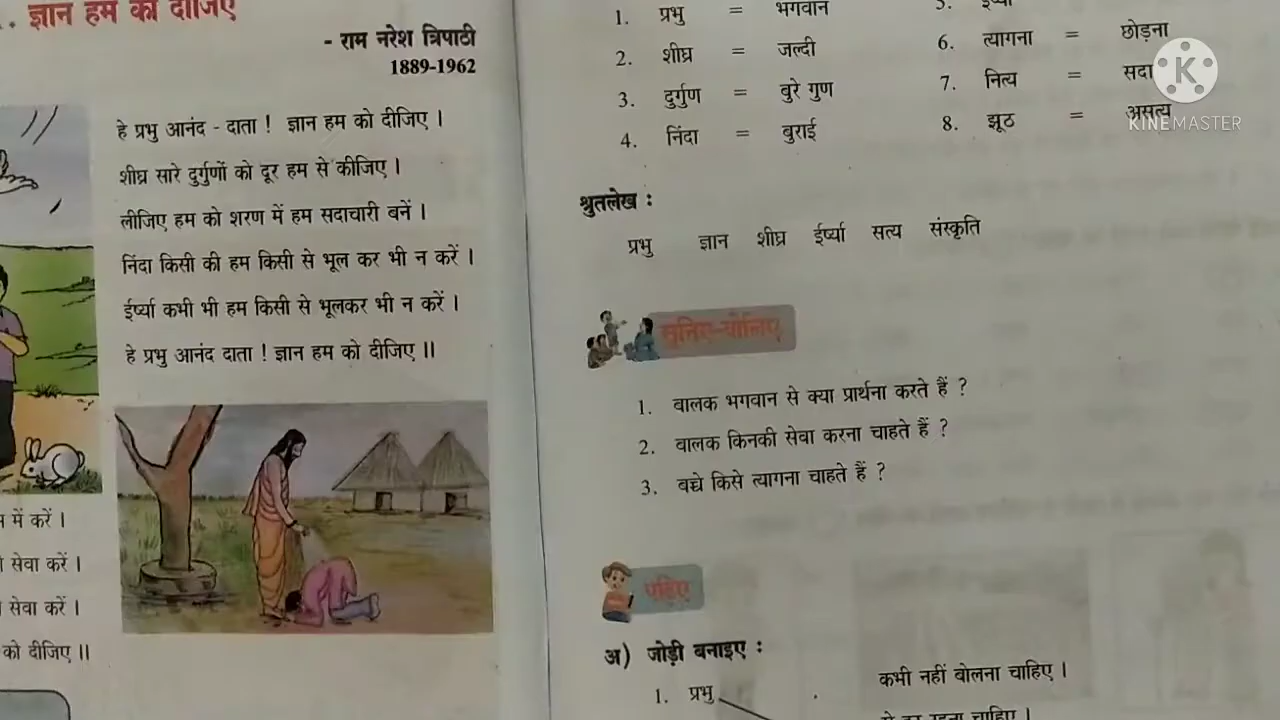 .. ज्ञान हम को दीजिए
- राम नरेश त्रिपाठी
1889-1962
हे प्रभु आनंद - दाता ! ज्ञान हम को दीजिए ।
शीघ्र सारे दुर्गुणों को दूर हम से कीजिए ।
लीजिए हम को शरण में हम सदाचारी बनें ।
निंदा किसी की हम किसी से भूल कर भी न करें ।
ईर्ष्या कभी भी हम किसी से भूलकर भी न करें ।
हे प्रभु आनंद दाता ! ज्ञान हम को दीजिए ॥
में करें ।
सेवा करें ।
सेवा करें ।
को दीजिए ॥
1. प्रभु = भगवान
2. शीघ्र = जल्दी
3. दुर्गुण = बुरे गुण
4. निंदा = बुराई
5. ईर्ष्या
6. त्यागना = छोड़ना
7. नित्य = सदा
8. झूठ = असत्य
KINEMASTER
श्रुतलेख :
प्रभु ज्ञान शीघ्र ईर्ष्या सत्य संस्कृति
सुनिए-बोलिए
1. बालक भगवान से क्या प्रार्थना करते हैं ?
2. बालक किनकी सेवा करना चाहते हैं ?
3. बच्चे किसे त्यागना चाहते हैं ?
पढ़िए
अ) जोड़ी बनाइए :
1. प्रभु
कभी नहीं बोलना चाहिए ।
से दूर रहना चाहिए ।